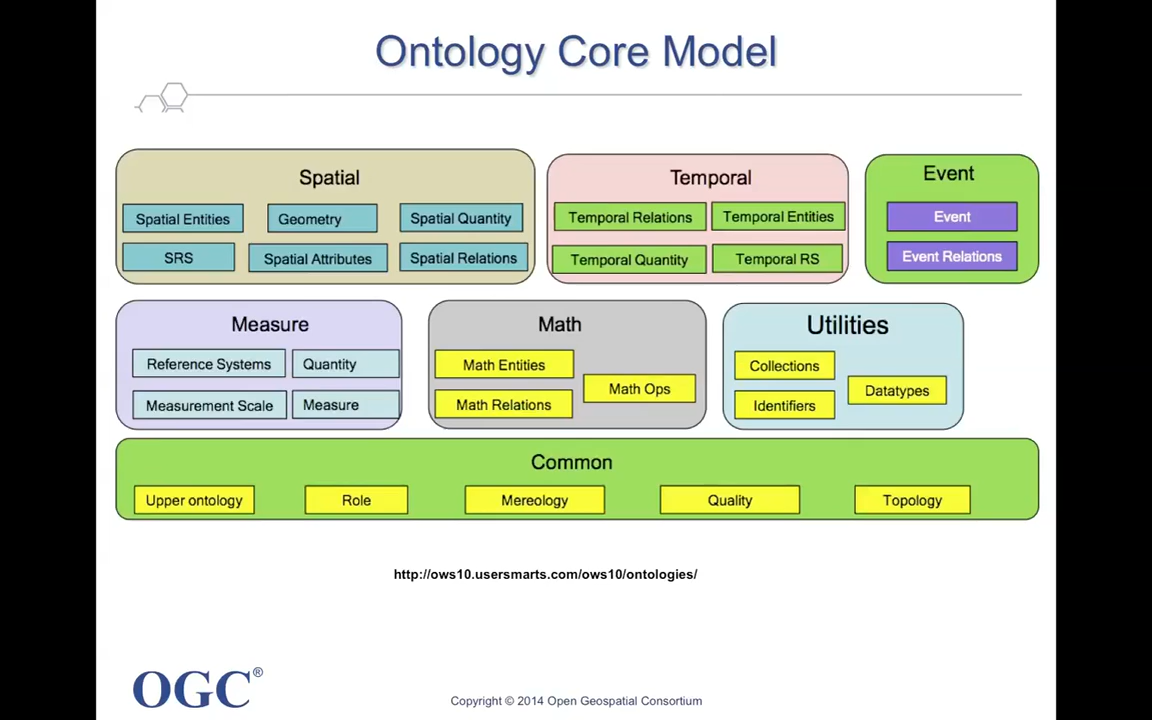 Ontology Core Model
Spatial
Spatial Entities
Geometry
Spatial Quantity
SRS
Spatial Attributes
Spatial Relations
Temporal
Temporal Relations
Temporal Entities
Temporal Quantity
Temporal RS
Event
Event
Event Relations
Measure
Reference Systems
Quantity
Measurement Scale
Measure
Math
Math Entities
Math Ops
Math Relations
Utilities
Collections
Datatypes
Identifiers
Common
Upper ontology
Role
Mereology
Quality
Topology
http://ows10.usersmarts.com/ows10/ontologies/
OGC®
Copyright © 2014 Open Geospatial Consortium